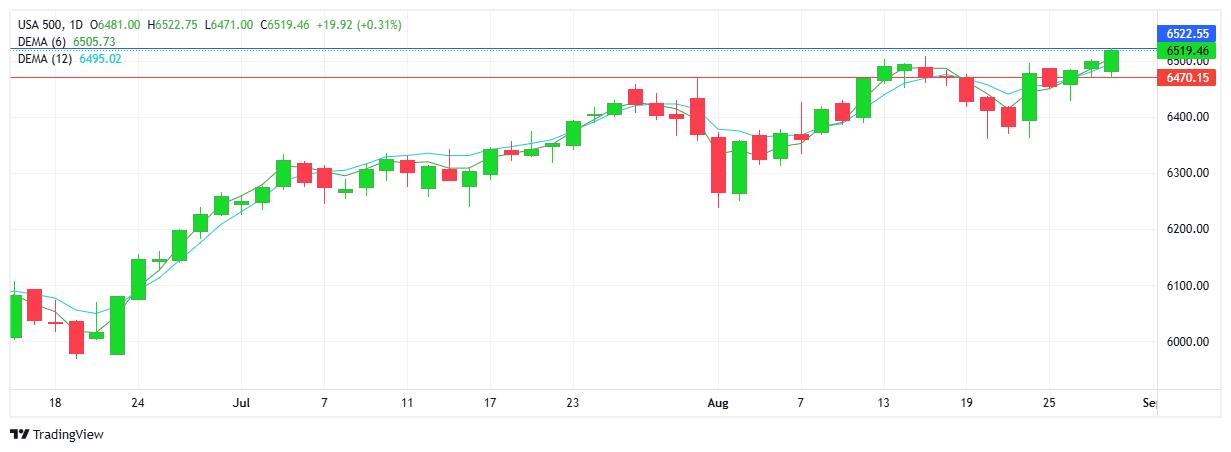 USA 500, 1D O6481.00 H6522.75 L6471.00 C6519.46 +19.92 (+0.31%)
DEMA (6) 6505.73
DEMA (12) 6495.02
6522.55
6519.46
6500.00
6470.15
6400.00
6300.00
6200.00
6100.00
6000.00
18 24 Jul 7 11 17 23 Aug 7 13 19 25 Se
TradingView